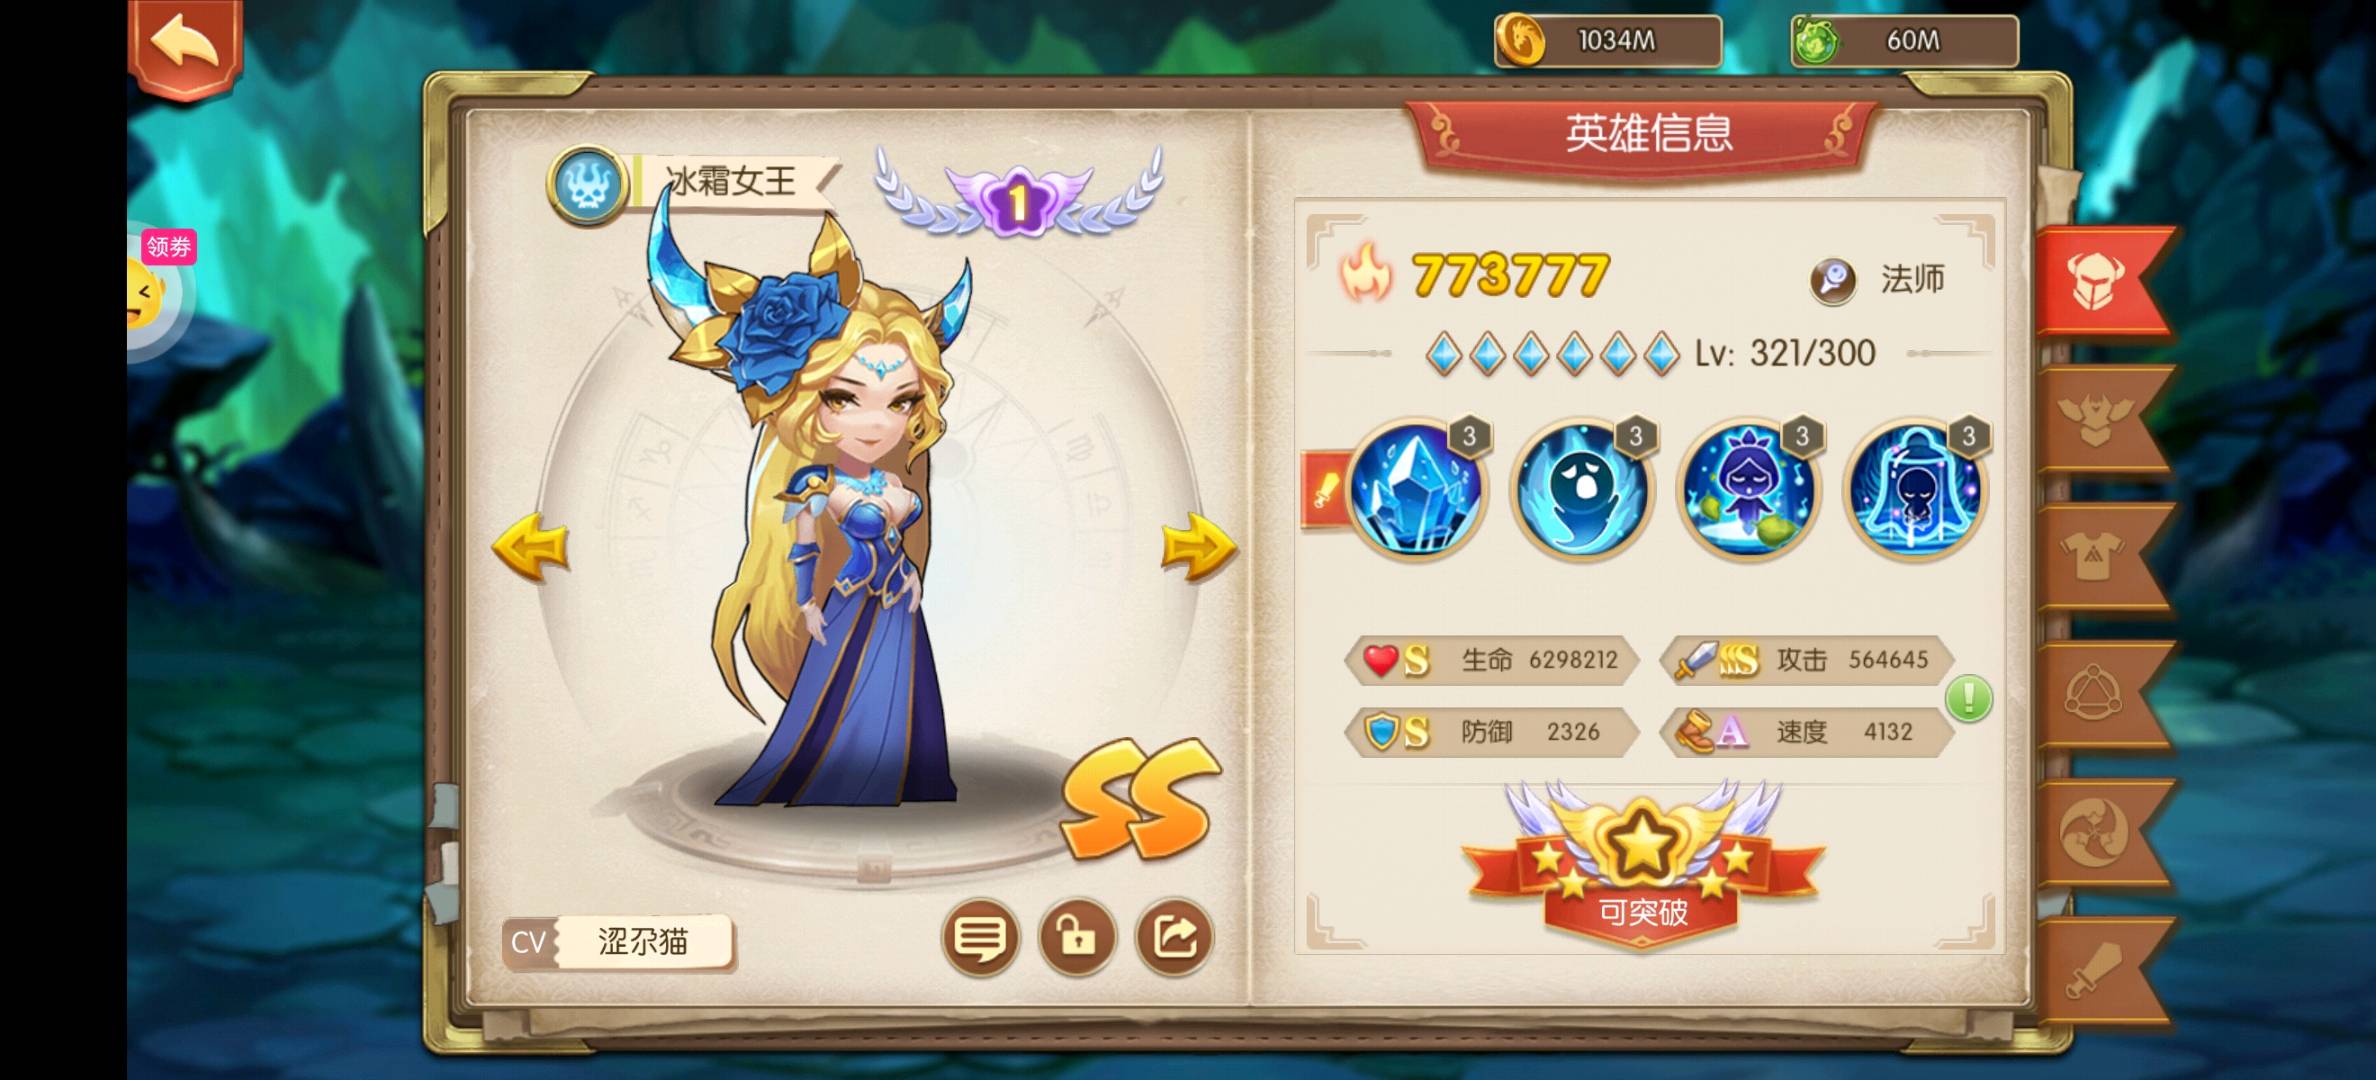 1034M
60M
领劵
冰霜女王
1
英雄信息
773777
法师
Lv: 321/300
3
3
3
3
S 生命 6298212
SSS 攻击 564645
S 防御 2326
A 速度 4132
SS
可突破
CV 涩尕猫